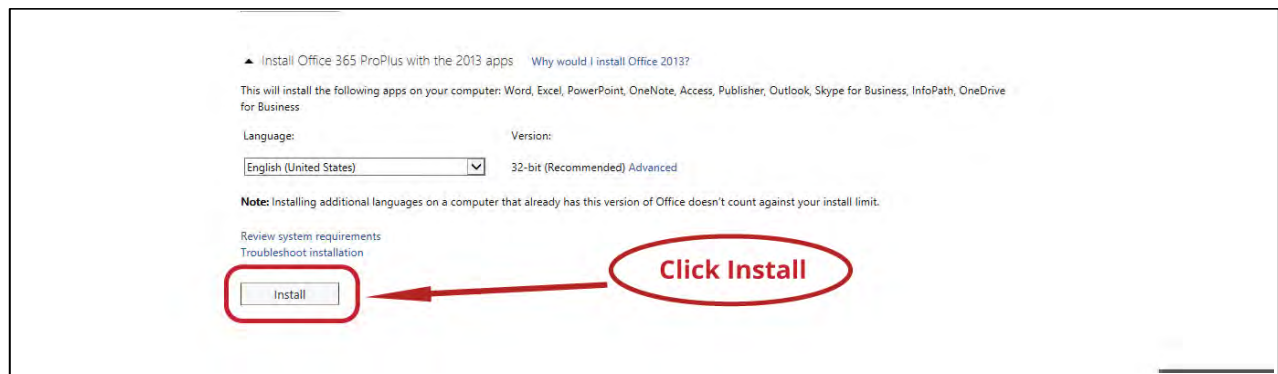 Install Office 365 ProPlus with the 2013 apps Why would I install Office 2013?
This will install the following apps on your computer: Word, Excel, PowerPoint, OneNote, Access, Publisher, Outlook, Skype for Business, InfoPath, OneDrive
for Business
Language: Version:
English (United States) 32-bit (Recommended) Advanced
Note: Installing additional languages on a computer that already has this version of Office doesn't count against your install limit.
Review system requirements
Troubleshoot installation
Click Install
Install